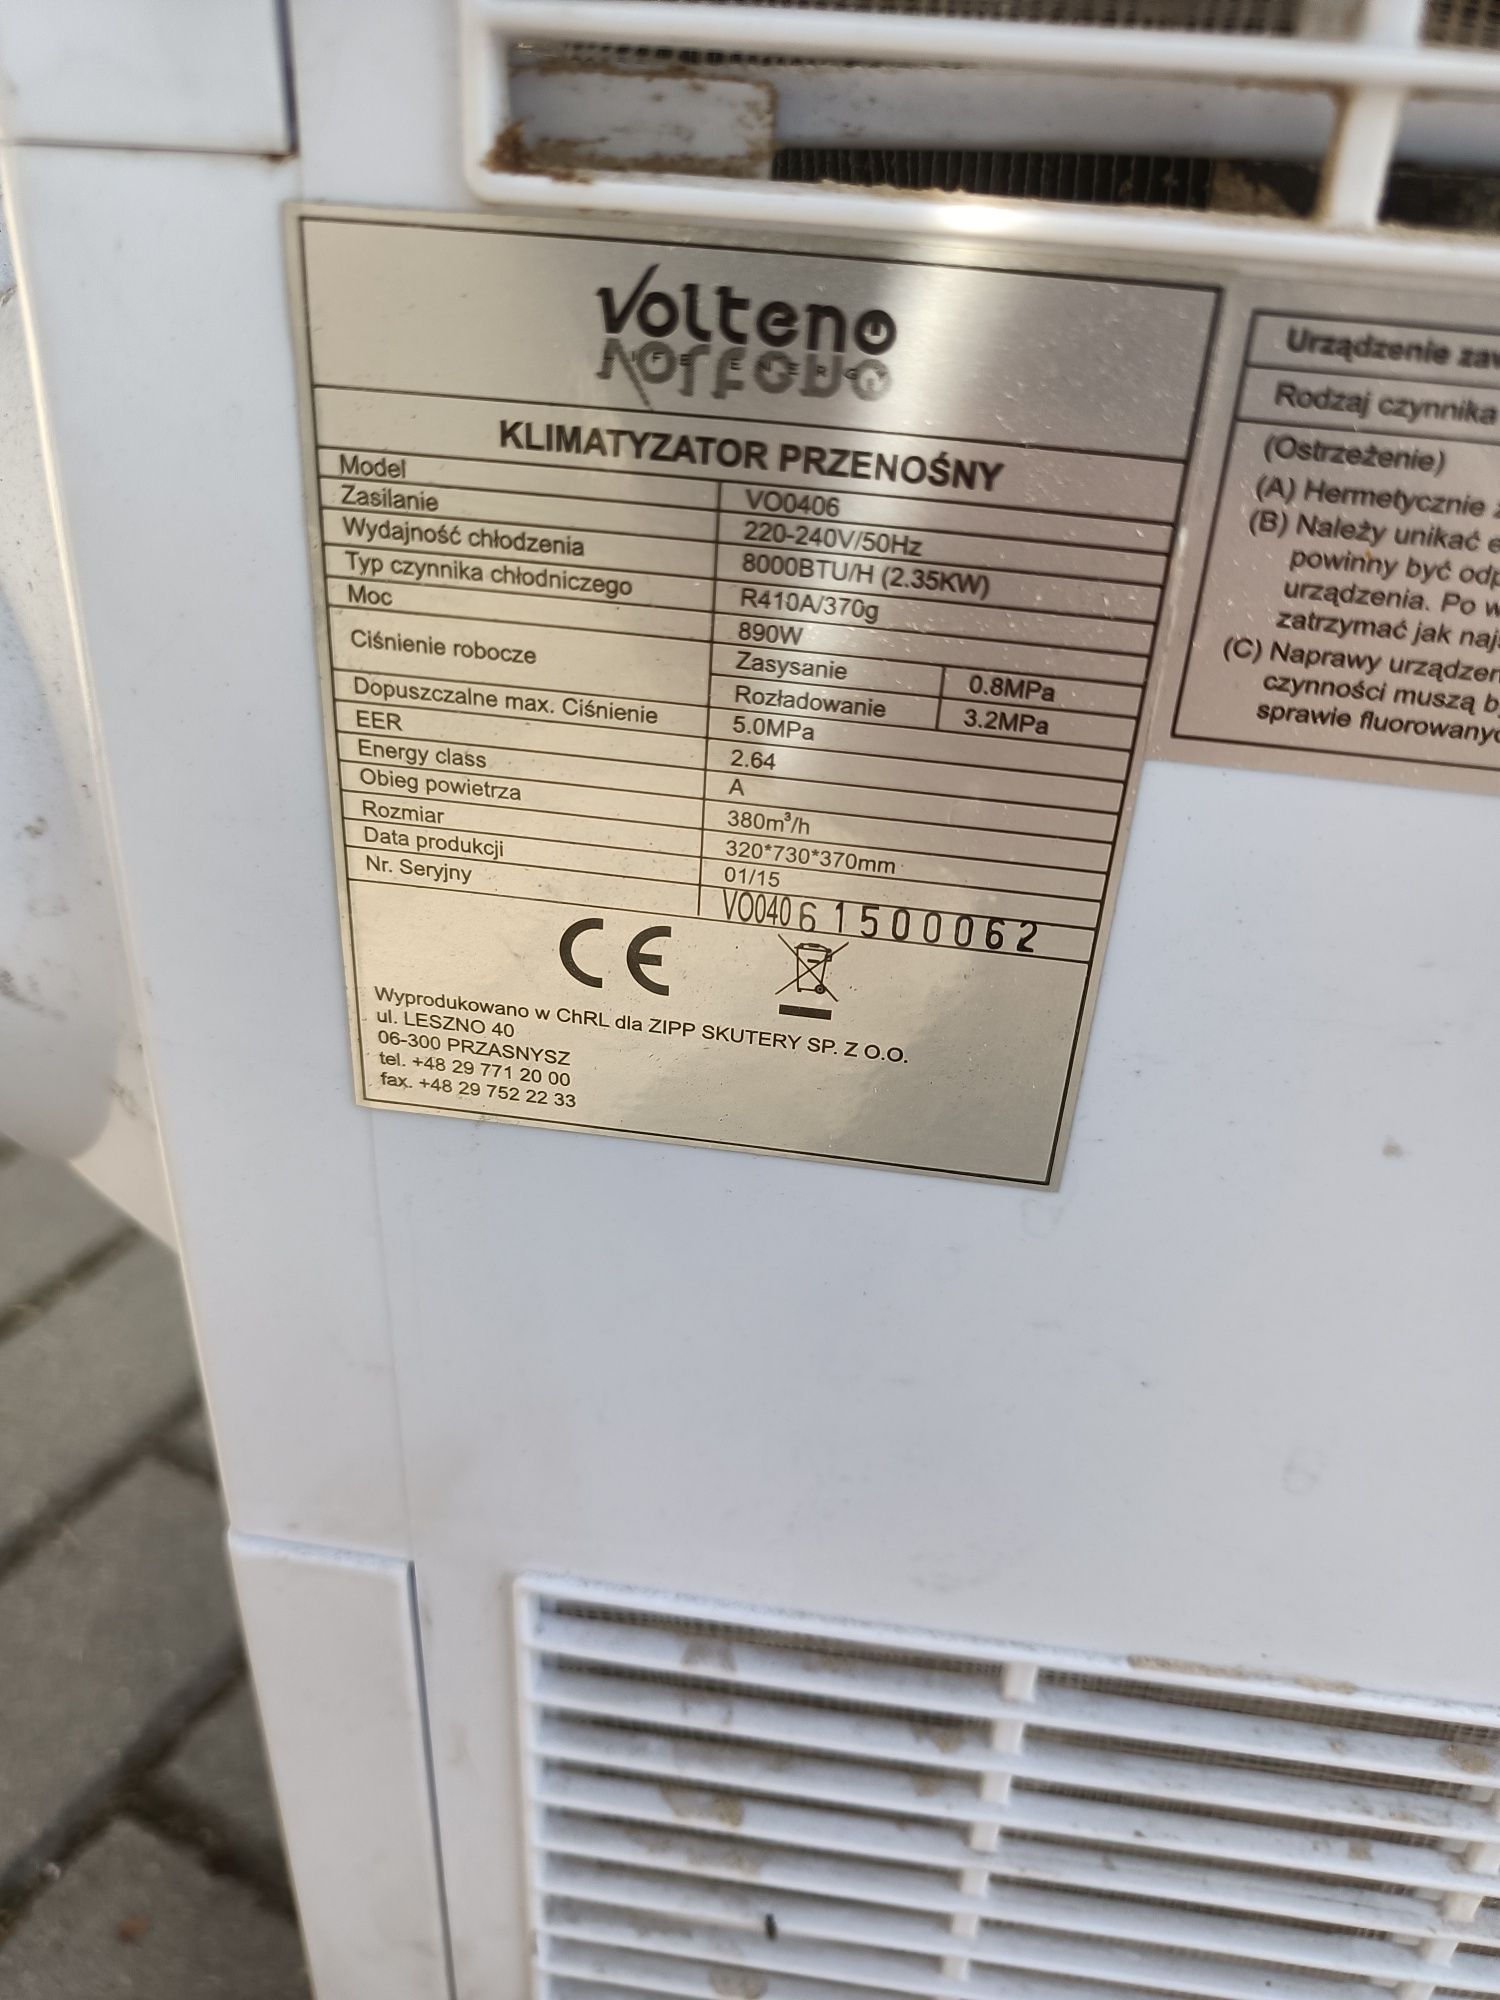 Volteno
LIFE ENERGY
KLIMATYZATOR PRZENOŚNY
Model VO0406
Zasilanie 220-240V/50Hz
Wydajność chłodzenia 8000BTU/H (2.35KW)
Typ czynnika chłodniczego R410A/370g
Moc 890W
Ciśnienie robocze Zasysanie 0.8MPa
Rozładowanie 3.2MPa
Dopuszczalne max. Ciśnienie 5.0MPa
EER 2.64
Energy class A
Obieg powietrza 380m³/h
Rozmiar 320*730*370mm
Data produkcji 01/15
Nr. Seryjny VO04061500062
CE
Wyprodukowano w ChRL dla ZIPP SKUTERY SP. Z O.O.
ul. LESZNO 40
06-300 PRZASNYSZ
tel. +48 29 771 20 00
fax. +48 29 752 22 33
Urządzenie
Rodzaj czynnika
(Ostrzeżenie)
(A) Hermetycznie
(B) Należy unikać
powinny być
urządzenia. Po
zatrzymać jak
(C) Naprawy
czynności muszą
sprawie